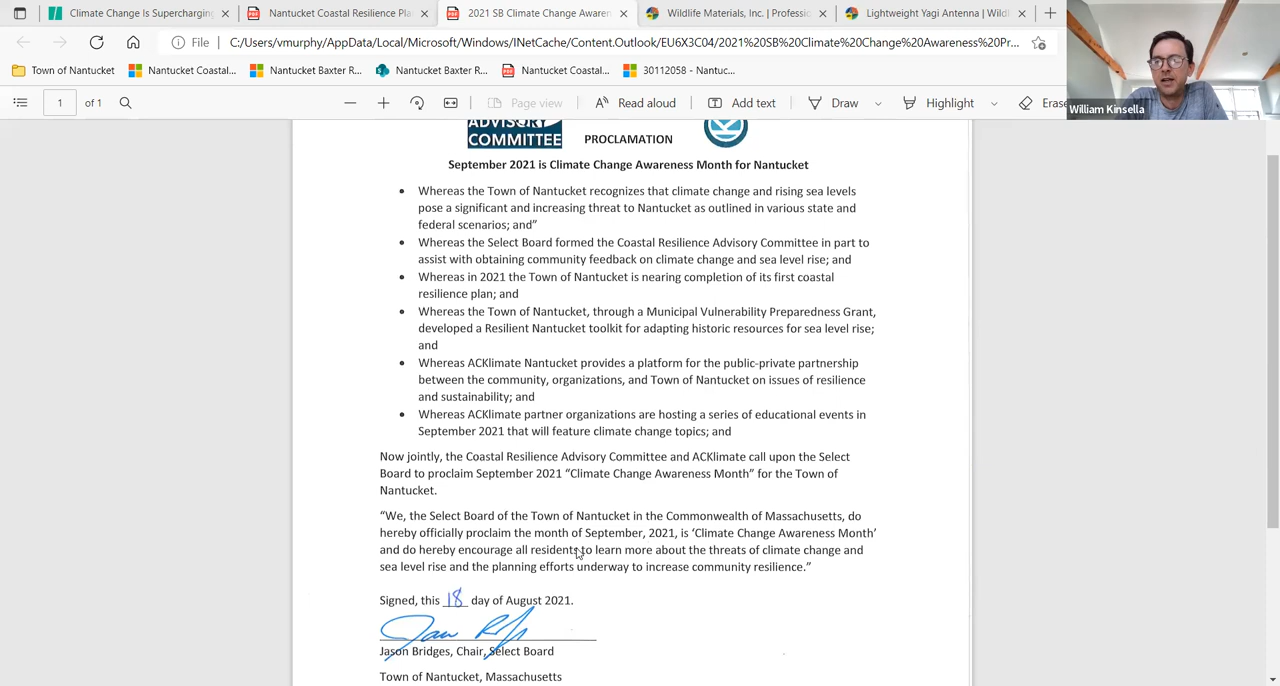 Climate Change Is Supercharging
Nantucket Coastal Resilience Pla
2021 SB Climate Change Awaren
Wildlife Materials, Inc. | Professio
Lightweight Yagi Antenna | Wildl
File
C:/Users/vmurphy/AppData/Local/Microsoft/Windows/INetCache/Content.Outlook/EU6X3C04/2021%20SB%20Climate%20Change%20Awareness%20Pr...
Town of Nantucket
Nantucket Coastal...
Nantucket Baxter R...
Nantucket Bax R...
Nantucket Coastal...
30112058 - Nantuc...
1 of 1
Page view
Read aloud
Add text
Draw
Highlight
Erase
William Kinsella
ADVISORY
COMMITTEE
PROCLAMATION
September 2021 is Climate Change Awareness Month for Nantucket
• Whereas the Town of Nantucket recognizes that climate change and rising sea levels
pose a significant and increasing threat to Nantucket as outlined in various state and
federal scenarios; and”
• Whereas the Select Board formed the Coastal Resilience Advisory Committee in part to
assist with obtaining community feedback on climate change and sea level rise; and
• Whereas in 2021 the Town of Nantucket is nearing completion of its first coastal
resilience plan; and
• Whereas the Town of Nantucket, through a Municipal Vulnerability Preparedness Grant,
developed a Resilient Nantucket toolkit for adapting historic resources for sea level rise;
and
• Whereas ACKlimate Nantucket provides a platform for the public-private partnership
between the community, organizations, and Town of Nantucket on issues of resilience
and sustainability; and
• Whereas ACKlimate partner organizations are hosting a series of educational events in
September 2021 that will feature climate change topics; and
Now jointly, the Coastal Resilience Advisory Committee and ACKlimate call upon the Select
Board to proclaim September 2021 “Climate Change Awareness Month” for the Town of
Nantucket.
“We, the Select Board of the Town of Nantucket in the Commonwealth of Massachusetts, do
hereby officially proclaim the month of September, 2021, is ‘Climate Change Awareness Month’
and do hereby encourage all residents to learn more about the threats of climate change and
sea level rise and the planning efforts underway to increase community resilience.”
Signed, this 18 day of August 2021.
Jason Bridges, Chair, Select Board
Town of Nantucket, Massachusetts